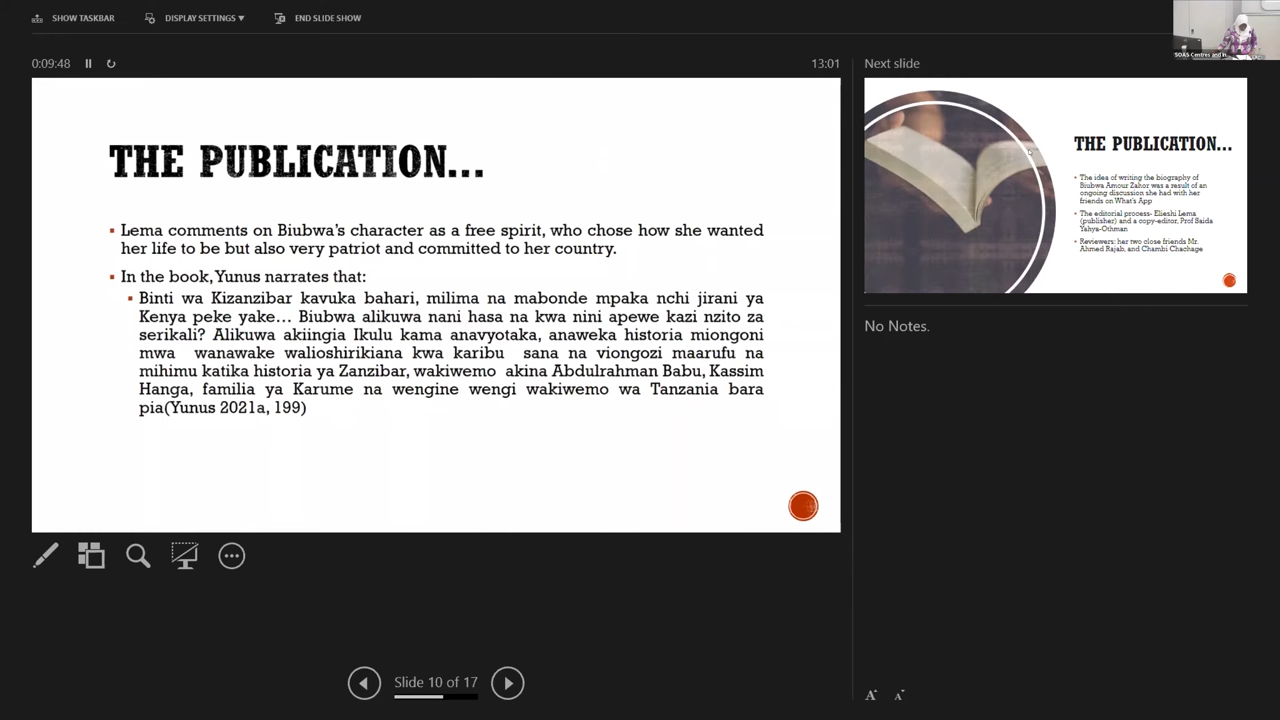 SHOW TASKBAR
DISPLAY SETTINGS ▼
END SLIDE SHOW
0:09:48
13:01
THE PUBLICATION...
▪ Lema comments on Biubwa's character as a free spirit, who chose how she wanted
her life to be but also very patriot and committed to her country.
▪ In the book, Yunus narrates that:
▪ Binti wa Kizanzibar kavuka bahari, milima na mabonde mpaka nchi jirani ya
Kenya peke yake… Biubwa alikuwa nani hasa na kwa nini apewe kazi nzito za
serikali? Alikuwa akiingia Ikulu kama anavyotaka, anaweka historia miongoni
mwa wanawake walioshirikiana kwa karibu sana na viongozi maarufu na
mihimu katika historia ya Zanzibar, wakiwemo akina Abdulrahman Babu, Kassim
Hanga, familia ya Karume na wengine wengi wakiwemo wa Tanzania bara
pia(Yunus 2021a, 199)
Slide 10 of 17
SOAS Centres and
Next slide
THE PUBLICATION...
▪ The idea of writing the biography of
Biubwa Amour Zahor was a result of an
ongoing discussion she had with her
friends on What's App
▪ The editorial process- Elieshi Lema
(publisher) and a copy-editor, Prof Saida
Yahya-Othman
▪ Reviewers: her two close friends Mr.
Ahmed Rajab, and Chambi Chachage
No Notes.
A A